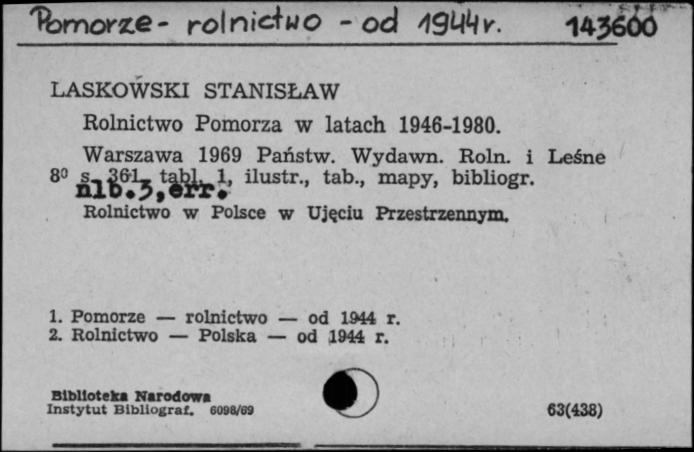 Pomorze - rolnictwo - od 1944 r. 143600
LASKOWSKI STANISŁAW
Rolnictwo Pomorza w latach 1946-1980.
Warszawa 1969 Państw. Wydawn. Roln. i Leśne
8⁰ s. 361, tabl. 1, ilustr., tab., mapy, bibliogr.
nlb.3, err.
Rolnictwo w Polsce w Ujęciu Przestrzennym.
1. Pomorze — rolnictwo — od 1944 r.
2. Rolnictwo — Polska — od 1944 r.
Biblioteka Narodowa
Instytut Bibliograf. 6098/69 63(438)